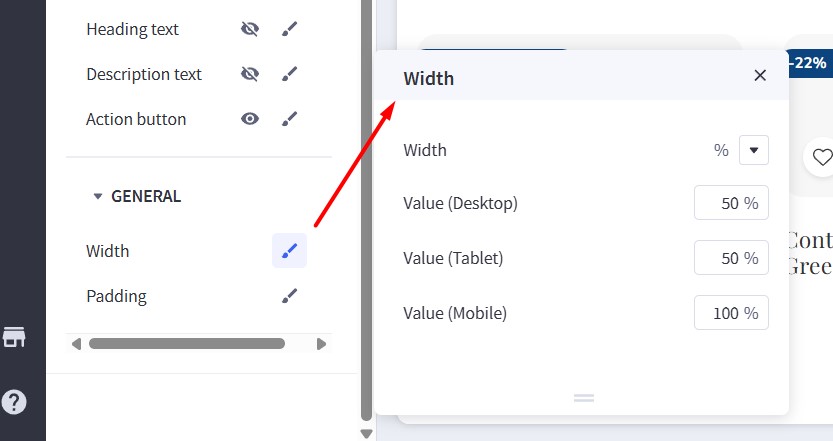 Heading text
Description text
Action button
GENERAL
Width
Padding
?
Width
Width %
Value (Desktop) 50 %
Value (Tablet) 50 %
Value (Mobile) 100 %
-22%
Cont
Gree